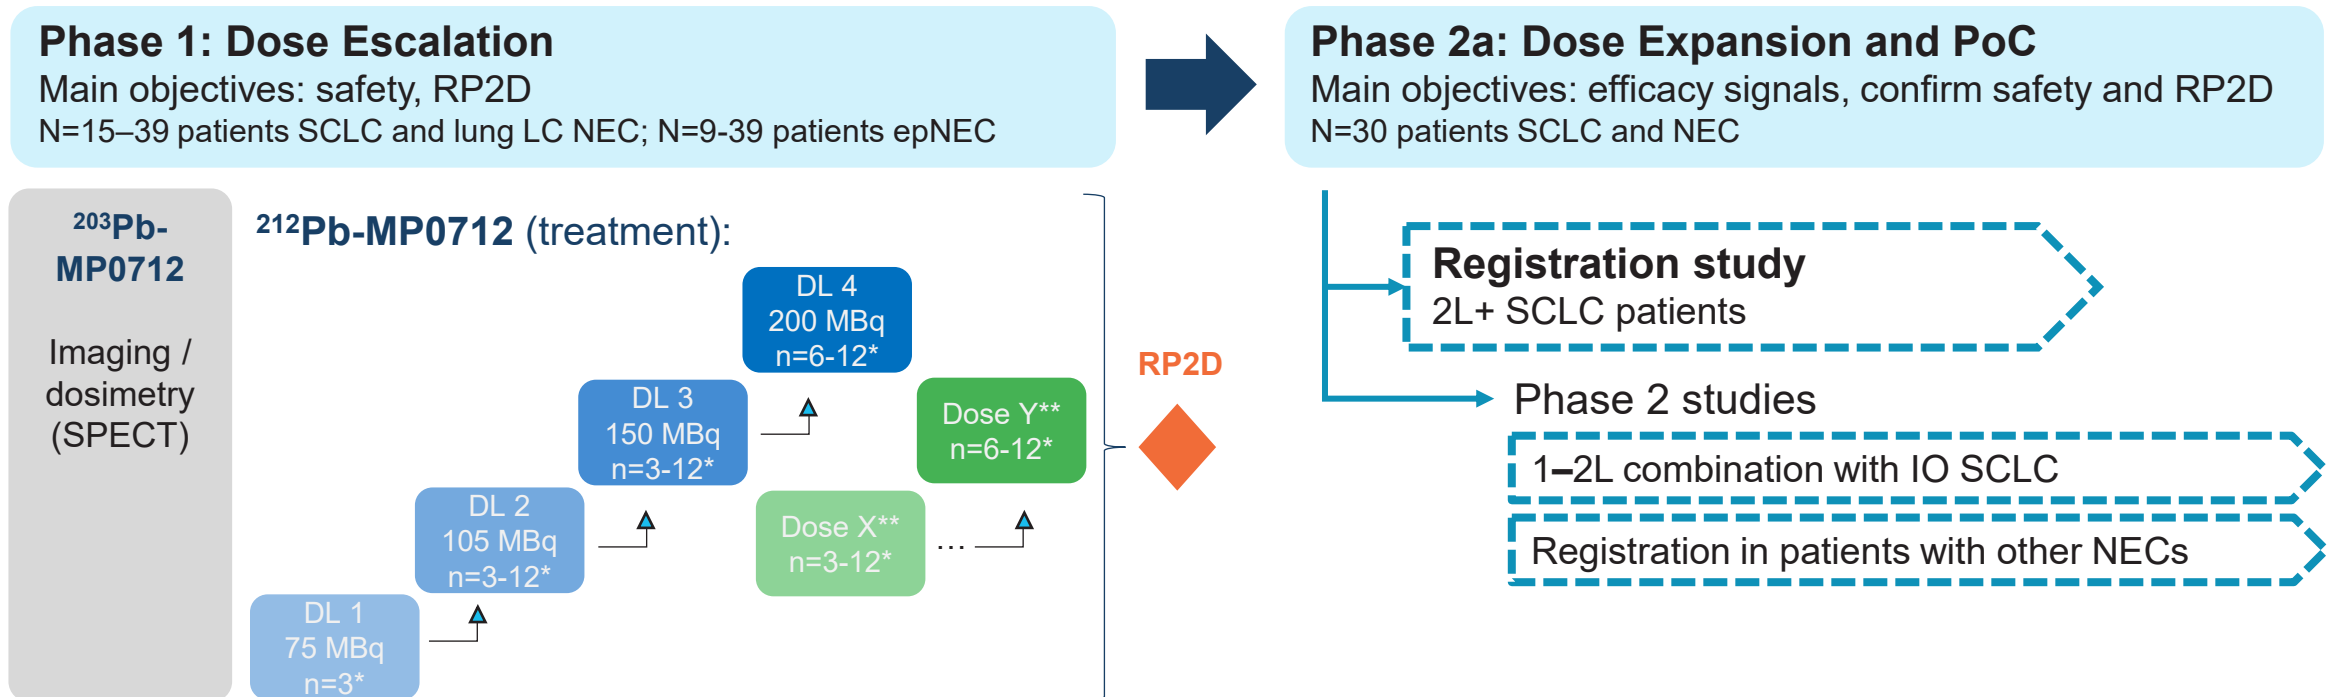 Phase 1: Dose Escalation
Main objectives: safety, RP2D
N=15–39 patients SCLC and lung LC NEC; N=9-39 patients epNEC
Phase 2a: Dose Expansion and PoC
Main objectives: efficacy signals, confirm safety and RP2D
N=30 patients SCLC and NEC
²⁰³Pb-
MP0712
Imaging /
dosimetry
(SPECT)
²¹²Pb-MP0712 (treatment):
DL 1
75 MBq
n=3*
DL 2
105 MBq
n=3-12*
DL 3
150 MBq
n=3-12*
DL 4
200 MBq
n=6-12*
Dose X**
n=3-12*
...
Dose Y**
n=6-12*
RP2D
Registration study
2L+ SCLC patients
Phase 2 studies
1–2L combination with IO SCLC
Registration in patients with other NECs